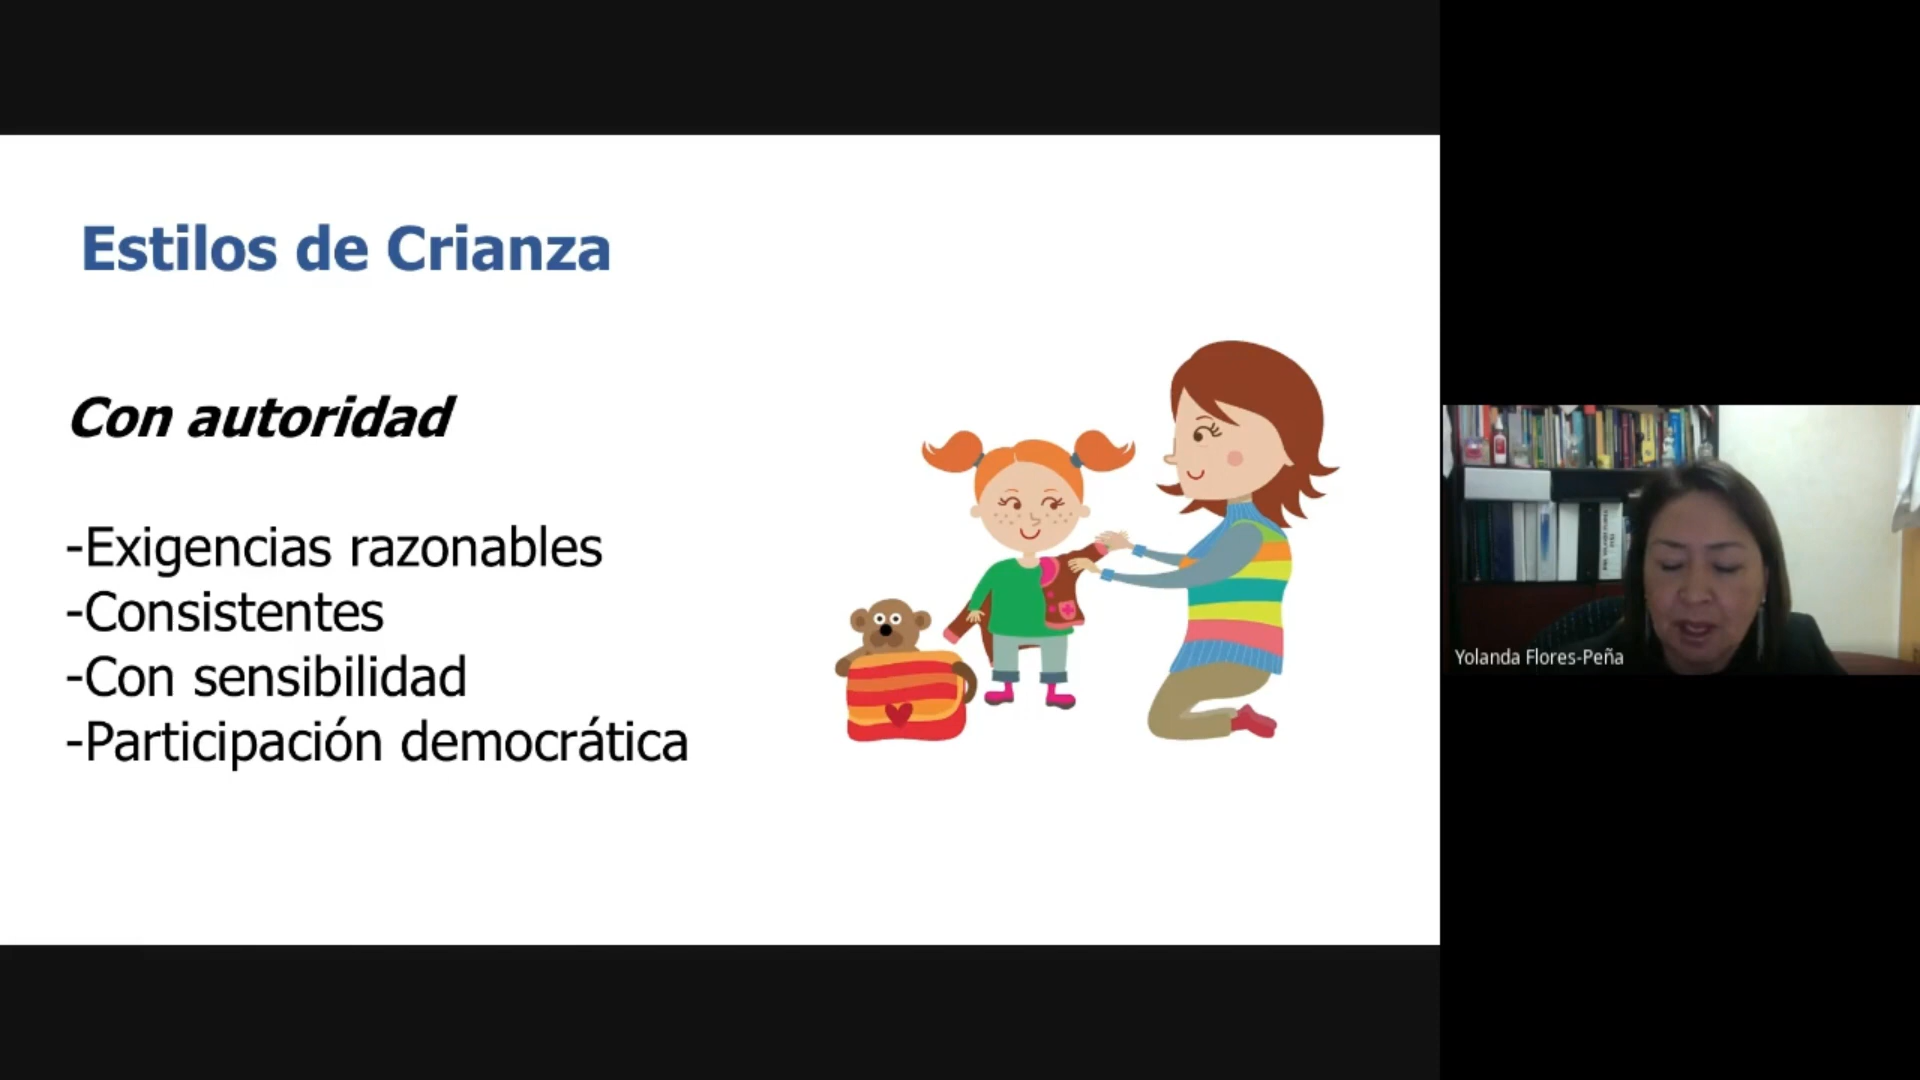 Estilos de Crianza
Con autoridad
-Exigencias razonables
-Consistentes
-Con sensibilidad
-Participación democrática
Yolanda Flores-Peña